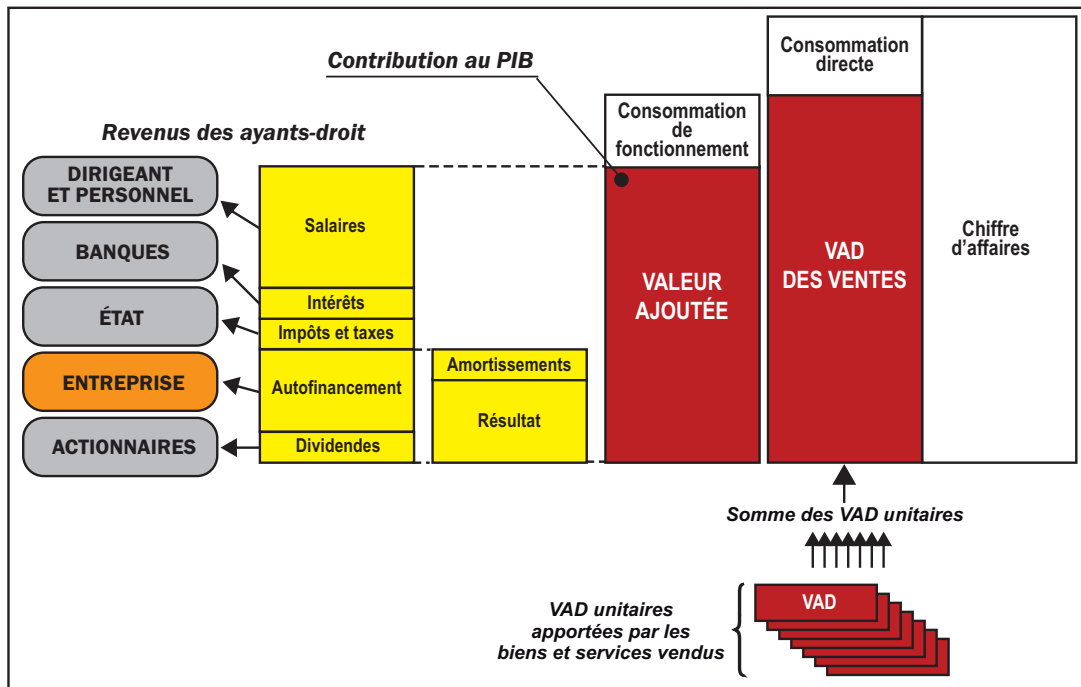 Contribution au PIB
Consommation
directe
Consommation
de
fonctionnement
Revenus des ayants-droit
DIRIGEANT
ET PERSONNEL
BANQUES
ÉTAT
ENTREPRISE
ACTIONNAIRES
Salaires
Intérêts
Impôts et taxes
Autofinancement
Dividendes
Amortissements
Résultat
VALEUR
AJOUTÉE
VAD
DES VENTES
Chiffre
d'affaires
Somme des VAD unitaires
VAD unitaires
apportées par les
biens et services vendus
VAD